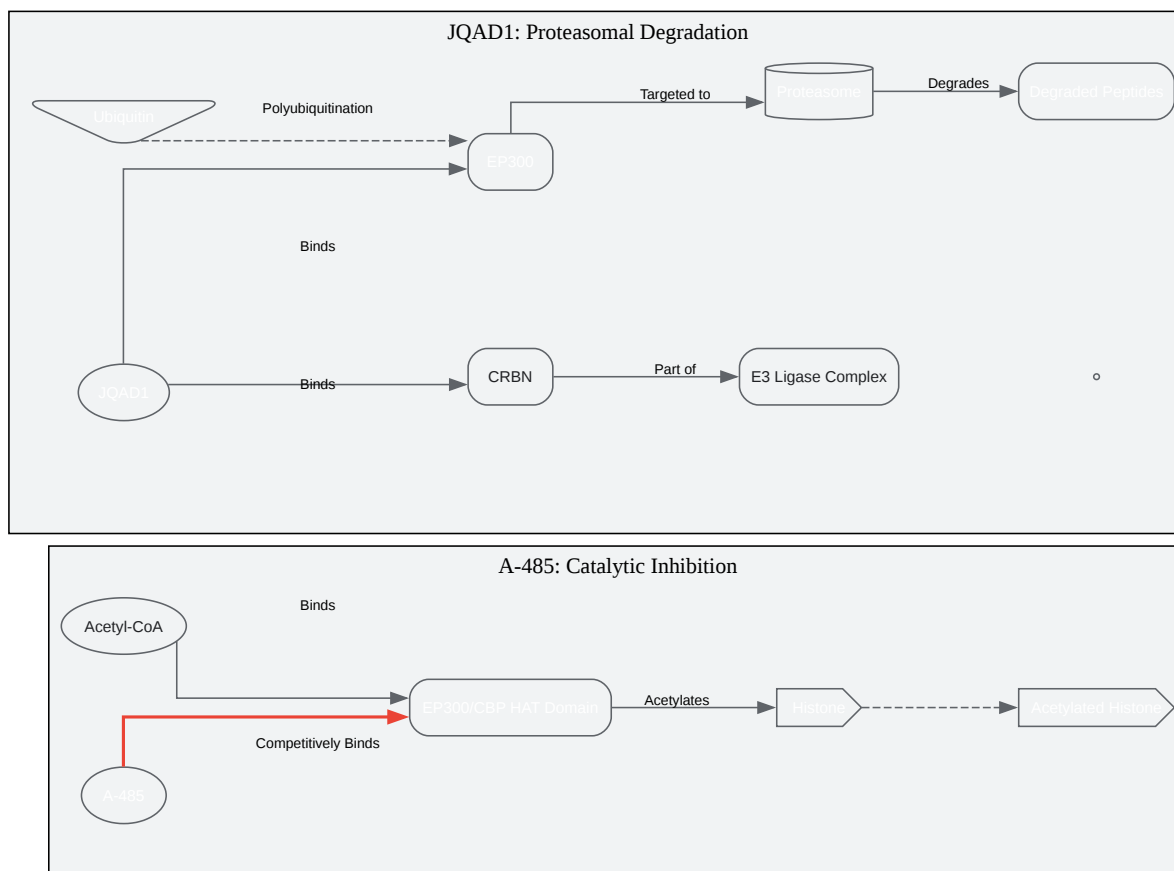 JQAD1: Proteasomal Degradation
Ubiquitin
Polyubiquitination
EP300
Targeted to
Proteasome
Degrades
Degraded Peptides
Binds
JQAD1
Binds
CRBN
Part of
E3 Ligase Complex
A-485: Catalytic Inhibition
Acetyl-CoA
Binds
EP300/CBP HAT Domain
Acetylates
Histone
Acetylated Histone
Competitively Binds
A-485